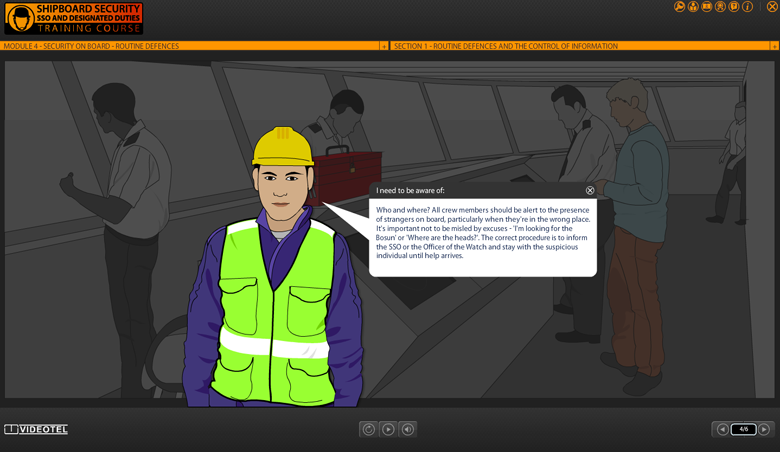 SHIPBOARD SECURITY
SSO AND DESIGNATED DUTIES
TRAINING COURSE
MODULE 4 - SECURITY ON BOARD - ROUTINE DEFENCES
+
SECTION 1 - ROUTINE DEFENCES AND THE CONTROL OF INFORMATION
+
I need to be aware of:
Who and where? All crew members should be alert to the presence
of strangers on board, particularly when they're in the wrong place.
It's important not to be misled by excuses - 'I'm looking for the
Bosun' or 'Where are the heads?'. The correct procedure is to inform
the SSO or the Officer of the Watch and stay with the suspicious
individual until help arrives.
VIDEOTEL
4/6